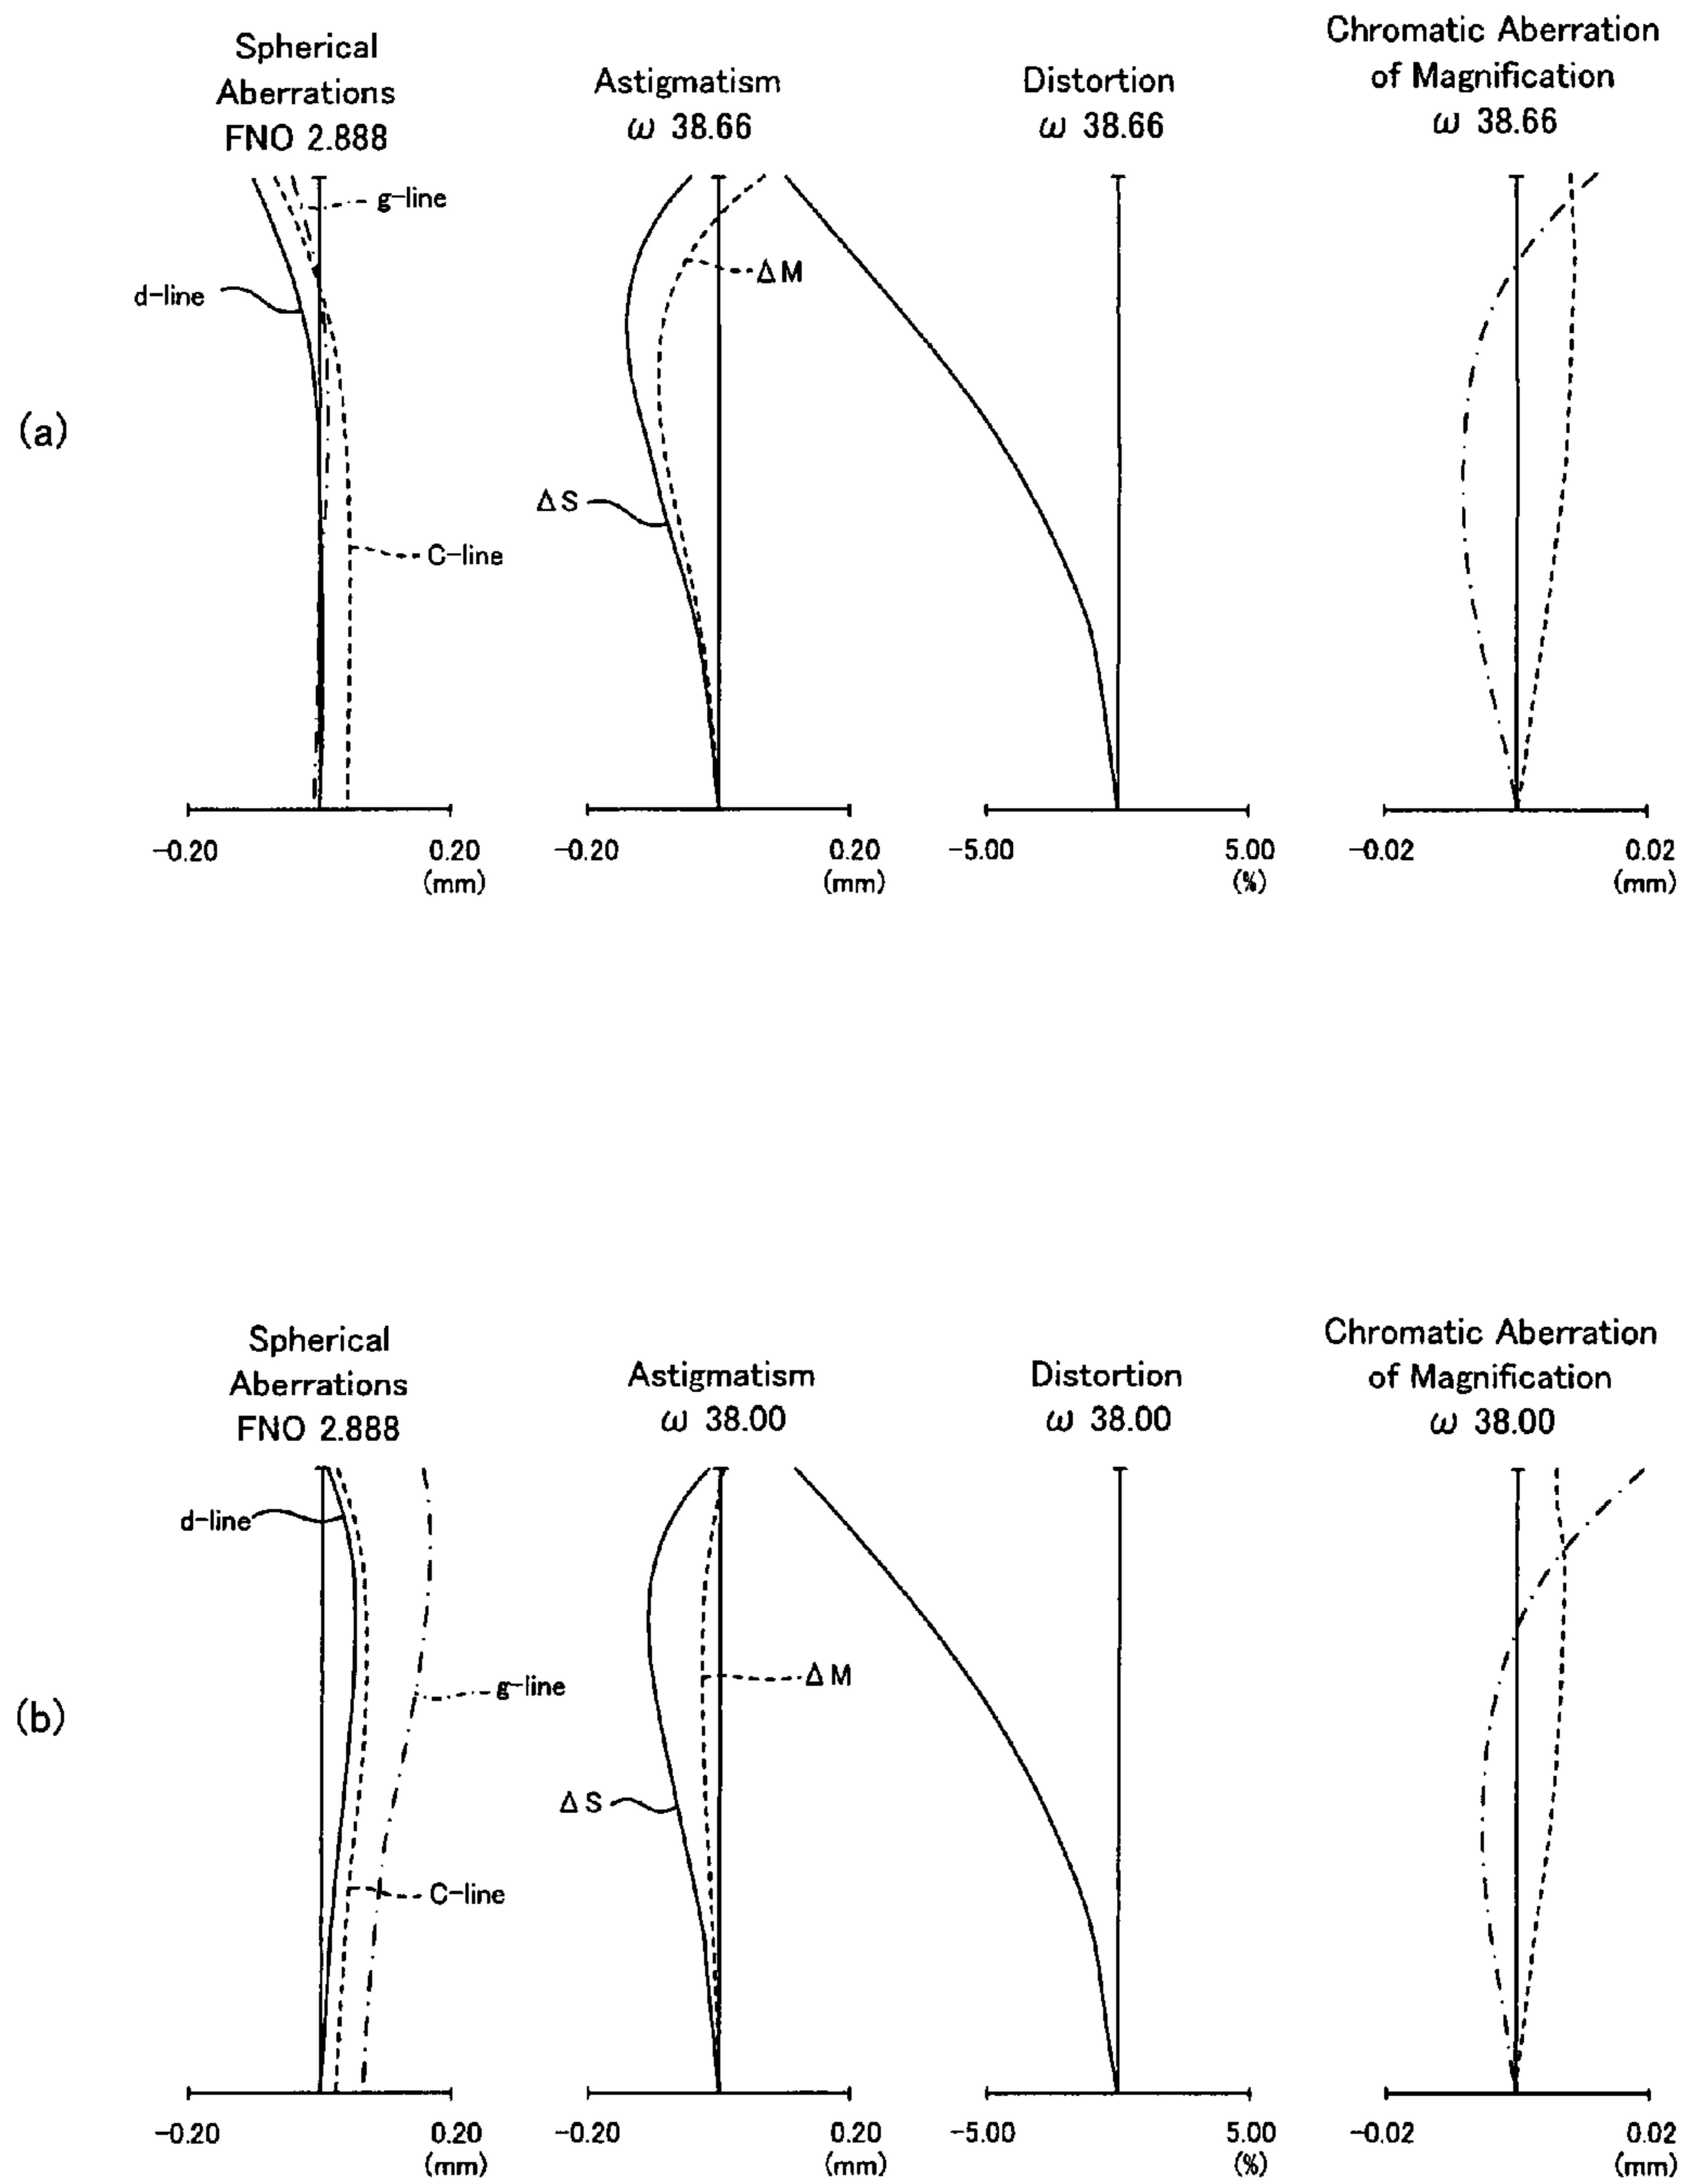 Spherical
Aberrations
FNO 2.888
Astigmatism
ω 38.66
Distortion
ω 38.66
Chromatic Aberration
of Magnification
ω 38.66
g-line
d-line
ΔM
(a)
ΔS
C-line
-0.20
0.20
(mm)
-0.20
0.20
(mm)
-5.00
5.00
(%)
-0.02
0.02
(mm)
Spherical
Aberrations
FNO 2.888
Astigmatism
ω 38.00
Distortion
ω 38.00
Chromatic Aberration
of Magnification
ω 38.00
d-line
g-line
ΔM
(b)
ΔS
C-line
-0.20
0.20
(mm)
-0.20
0.20
(mm)
-5.00
5.00
(%)
-0.02
0.02
(mm)